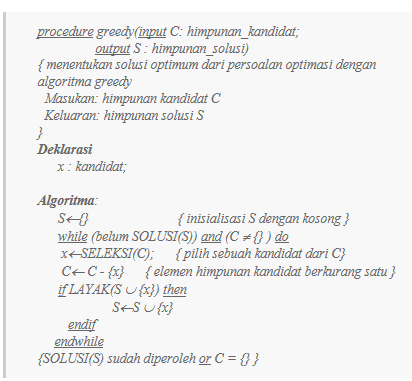 procedure greedy(input C: himpunan_kandidat;
output S : himpunan_solusi)
{ menentukan solusi optimum dari persoalan optimasi dengan
algoritma greedy
Masukan: himpunan kandidat C
Keluaran: himpunan solusi S
}
Deklarasi
x : kandidat;
Algoritma:
S←{} { inisialisasi S dengan kosong }
while (belum SOLUSI(S)) and (C ≠ {} ) do
x←SELEKSI(C); { pilih sebuah kandidat dari C}
C← C - {x} { elemen himpunan kandidat berkurang satu }
if LAYAK(S ∪ {x}) then
S←S ∪ {x}
endif
endwhile
{SOLUSI(S) sudah diperoleh or C = {} }